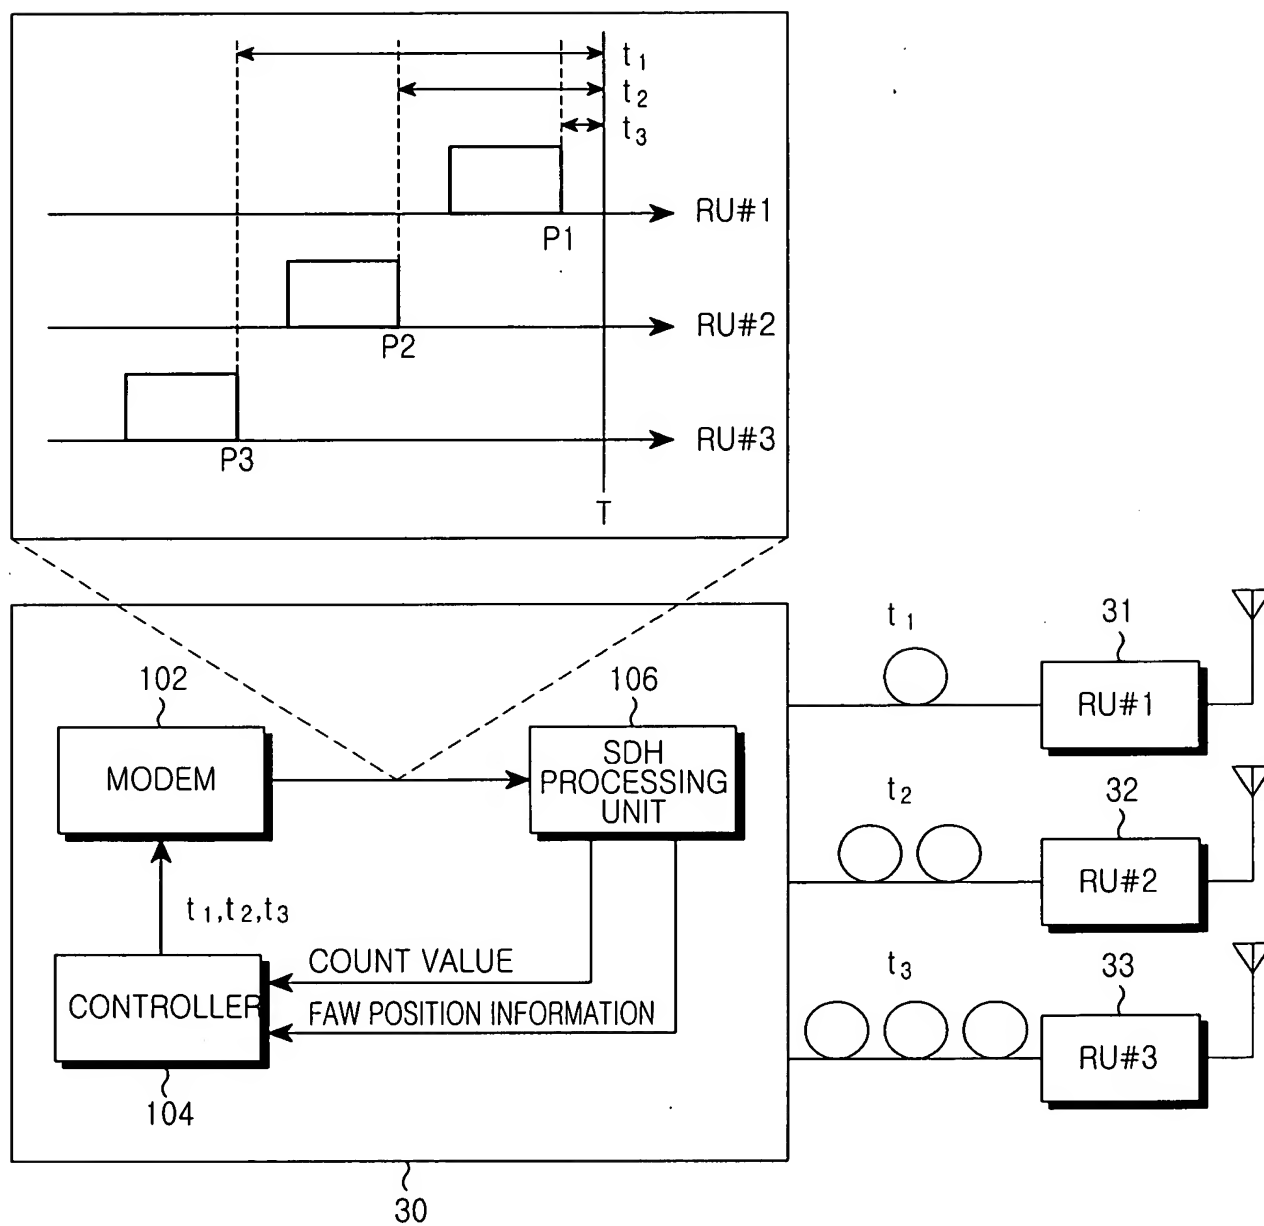 t1
t2
t3
RU#1
P1
RU#2
P2
RU#3
P3
T
102
MODEM
106
SDH
PROCESSING
UNIT
t1,t2,t3
COUNT VALUE
CONTROLLER
FAW POSITION INFORMATION
104
30
t1
31
RU#1
t2
32
RU#2
t3
33
RU#3